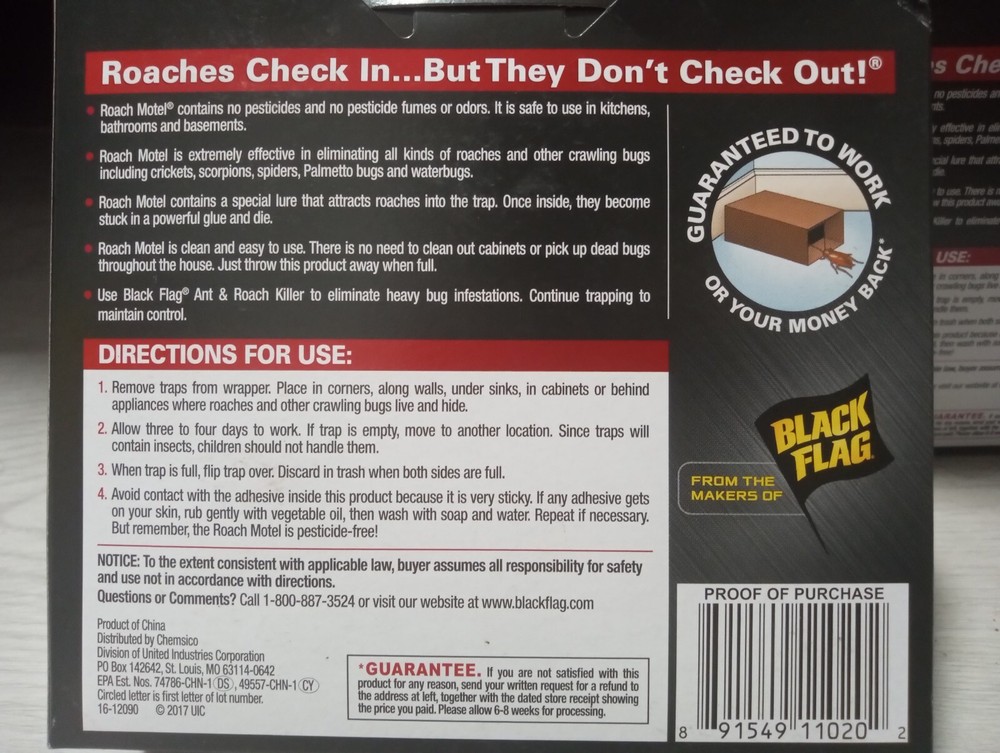 Roaches Check In...But They Don't Check Out!®
• Roach Motel® contains no pesticides and no pesticide fumes or odors. It is safe to use in kitchens,
bathrooms and basements.
• Roach Motel is extremely effective in eliminating all kinds of roaches and other crawling bugs
including crickets, scorpions, spiders, Palmetto bugs and waterbugs.
• Roach Motel contains a special lure that attracts roaches into the trap. Once inside, they become
stuck in a powerful glue and die.
• Roach Motel is clean and easy to use. There is no need to clean out cabinets or pick up dead bugs
throughout the house. Just throw this product away when full.
• Use Black Flag® Ant & Roach Killer to eliminate heavy bug infestations. Continue trapping to
maintain control.
GUARANTEED TO WORK
OR YOUR MONEY BACK*
DIRECTIONS FOR USE:
1. Remove traps from wrapper. Place in corners, along walls, under sinks, in cabinets or behind
appliances where roaches and other crawling bugs live and hide.
2. Allow three to four days to work. If trap is empty, move to another location. Since traps will
contain insects, children should not handle them.
3. When trap is full, flip trap over. Discard in trash when both sides are full.
4. Avoid contact with the adhesive inside this product because it is very sticky. If any adhesive gets
on your skin, rub gently with vegetable oil, then wash with soap and water. Repeat if necessary.
But remember, the Roach Motel is pesticide-free!
NOTICE: To the extent consistent with applicable law, buyer assumes all responsibility for safety
and use not in accordance with directions.
Questions or Comments? Call 1-800-887-3524 or visit our website at www.blackflag.com
Product of China
Distributed by Chemsico
Division of United Industries Corporation
PO Box 142642, St. Louis, MO 63114-0642
EPA Est. Nos. 74786-CHN-1 DS, 49557-CHN-1 CY
Circled letter is first letter of lot number.
16-12090 © 2017 UIC
*GUARANTEE. If you are not satisfied with this
product for any reason, send your written request for a refund to
the address at left, together with the dated store receipt showing
the price you paid. Please allow 6-8 weeks for processing.
BLACK
FLAG
FROM THE
MAKERS OF
PROOF OF PURCHASE
8 91549 11020 2
s Che
no pesticides an
USE: